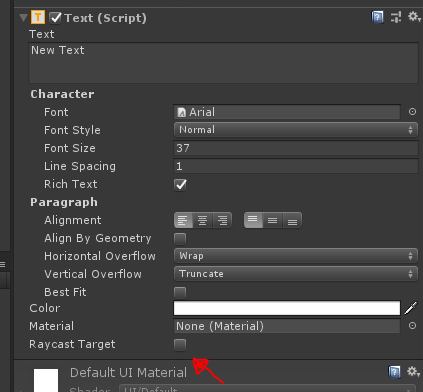 Text (Script)
Text
New Text
Character
Font Arial
Font Style Normal
Font Size 37
Line Spacing 1
Rich Text
Paragraph
Alignment
Align By Geometry
Horizontal Overflow Wrap
Vertical Overflow Truncate
Best Fit
Color
Material None (Material)
Raycast Target
Default UI Material
Shader UI/Default